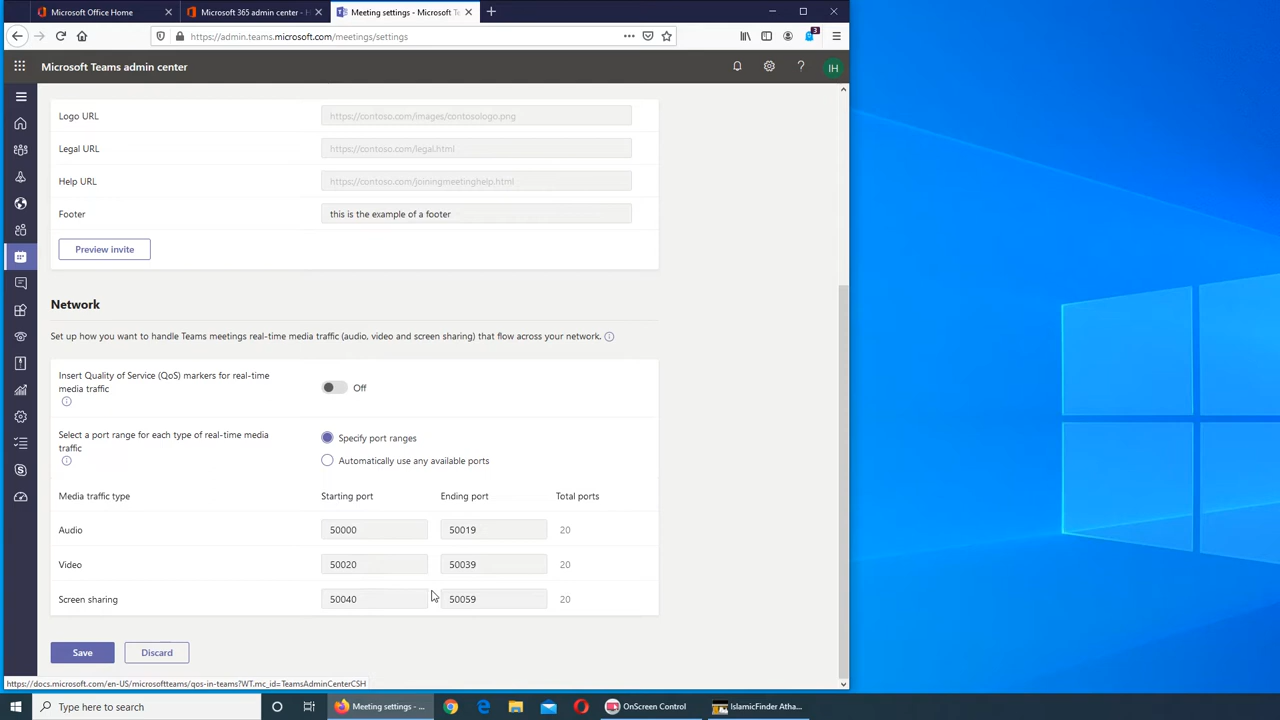 Microsoft Office Home
Microsoft 365 admin center -
Meeting settings - Microsoft Te
https://admin.teams.microsoft.com/meetings/settings
3
Microsoft Teams admin center
IH
Logo URL
https://contoso.com/images/contosologo.png
Legal URL
https://contoso.com/legal.html
Help URL
https://contoso.com/joiningmeetinghelp.html
Footer
this is the example of a footer
Preview invite
Network
Set up how you want to handle Teams meetings real-time media traffic (audio, video and screen sharing) that flow across your network.
Insert Quality of Service (QoS) markers for real-time
media traffic
Off
Select a port range for each type of real-time media
traffic
Specify port ranges
Automatically use any available ports
Media traffic type Starting port Ending port Total ports
Audio 50000 50019 20
Video 50020 50039 20
Screen sharing 50040 50059 20
Save Discard
https://docs.microsoft.com/en-US/microsoftteams/qos-in-teams?WT.mc_id=TeamsAdminCenterCSH
Type here to search
Meeting settings - ...
OnScreen Control
IslamicFinder Atha...